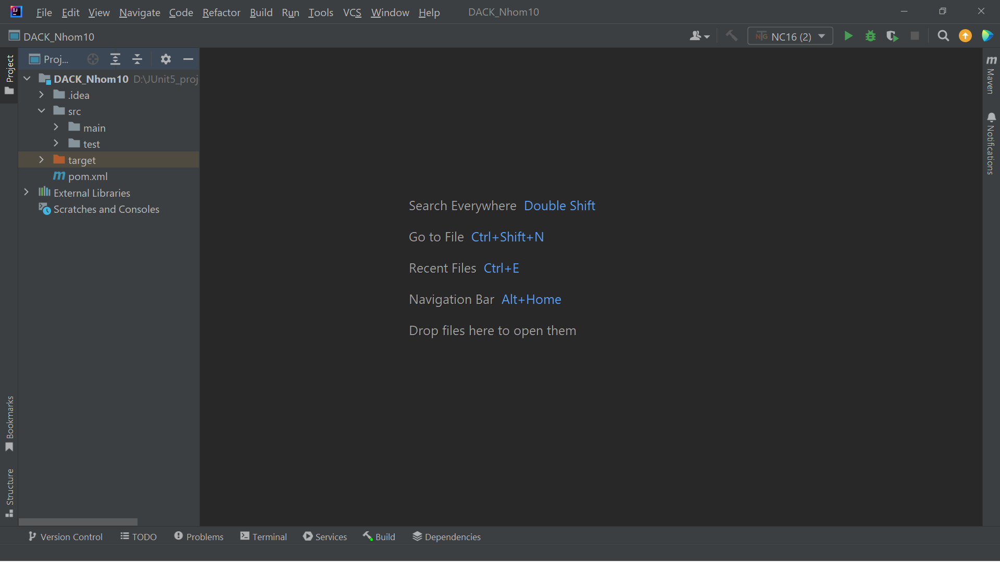 File Edit View Navigate Code Refactor Build Run Tools VCS Window Help DACK_Nhom10
DACK_Nhom10
NC16 (2)
Project
Proj...
DACK_Nhom10 D:\JUnit5_proj
.idea
src
main
test
target
pom.xml
External Libraries
Scratches and Consoles
Search Everywhere Double Shift
Go to File Ctrl+Shift+N
Recent Files Ctrl+E
Navigation Bar Alt+Home
Drop files here to open them
Maven
Notifications
Bookmarks
Structure
Version Control TODO Problems Terminal Services Build Dependencies